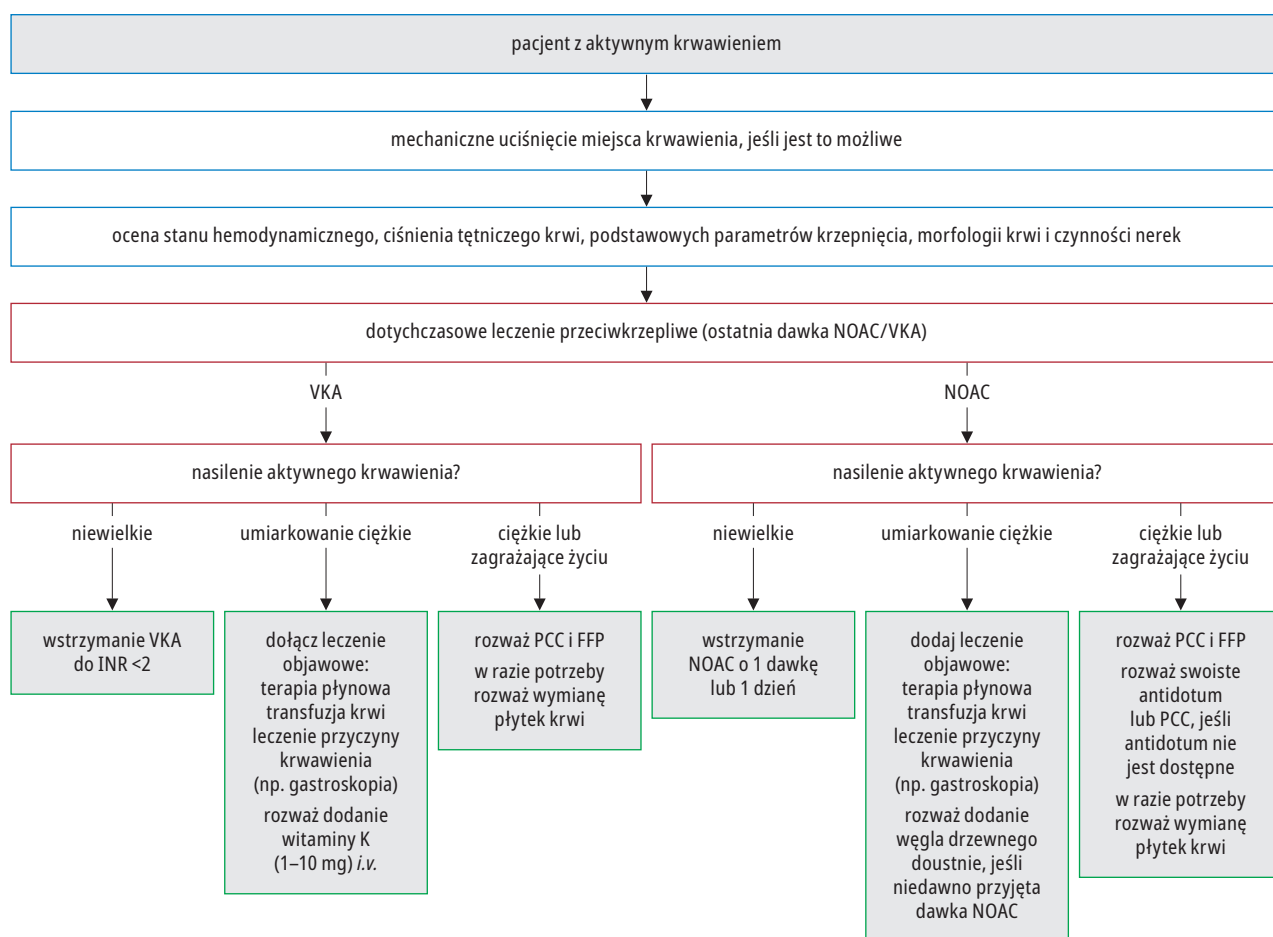 pacjent z aktywnym krwawieniem
mechaniczne uciśnięcie miejsca krwawienia, jeśli jest to możliwe
ocena stanu hemodynamicznego, ciśnienia tętniczego krwi, podstawowych parametrów krzepnięcia, morfologii krwi i czynności nerek
dotychczasowe leczenie przeciwkrzepliwe (ostatnia dawka NOAC/VKA)
VKA
nasilenie aktywnego krwawienia?
niewielkie
wstrzymanie VKA
do INR <2
umiarkowanie ciężkie
dołącz leczenie
objawowe:
terapia płynowa
transfuzja krwi
leczenie przyczyny
krwawienia
(np. gastroskopia)
rozważ dodanie
witaminy K
(1–10 mg) i.v.
ciężkie lub
zagrażające życiu
rozważ PCC i FFP
w razie potrzeby
rozważ wymianę
płytek krwi
NOAC
nasilenie aktywnego krwawienia?
niewielkie
wstrzymanie
NOAC o 1 dawkę
lub 1 dzień
umiarkowanie ciężkie
dodaj leczenie
objawowe:
terapia płynowa
transfuzja krwi
leczenie przyczyny
krwawienia
(np. gastroskopia)
rozważ dodanie
węgla drzewnego
doustnie, jeśli
niedawno przyjęta
dawka NOAC
ciężkie lub
zagrażające życiu
rozważ PCC i FFP
rozważ swoiste
antidotum
lub PCC, jeśli
antidotum nie
jest dostępne
w razie potrzeby
rozważ wymianę
płytek krwi